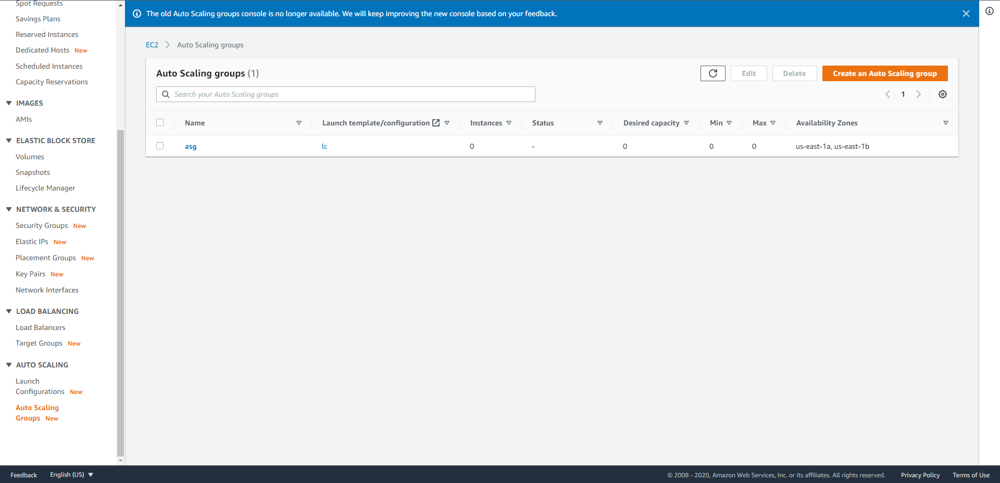 Spot Requests
Savings Plans
Reserved Instances
Dedicated Hosts New
Scheduled Instances
Capacity Reservations
IMAGES
AMIs
ELASTIC BLOCK STORE
Volumes
Snapshots
Lifecycle Manager
NETWORK & SECURITY
Security Groups New
Elastic IPs New
Placement Groups New
Key Pairs New
Network Interfaces
LOAD BALANCING
Load Balancers
Target Groups New
AUTO SCALING
Launch
Configurations New
Auto Scaling
Groups New
The old Auto Scaling groups console is no longer available. We will keep improving the new console based on your feedback.
EC2 Auto Scaling groups
Auto Scaling groups (1)
Edit Delete Create an Auto Scaling group
Search your Auto Scaling groups
1
Name Launch template/configuration Instances Status Desired capacity Min Max Availability Zones
asg lc 0 - 0 0 0 us-east-1a, us-east-1b
Feedback English (US) © 2008 - 2020, Amazon Web Services, Inc. or its affiliates. All rights reserved. Privacy Policy Terms of Use